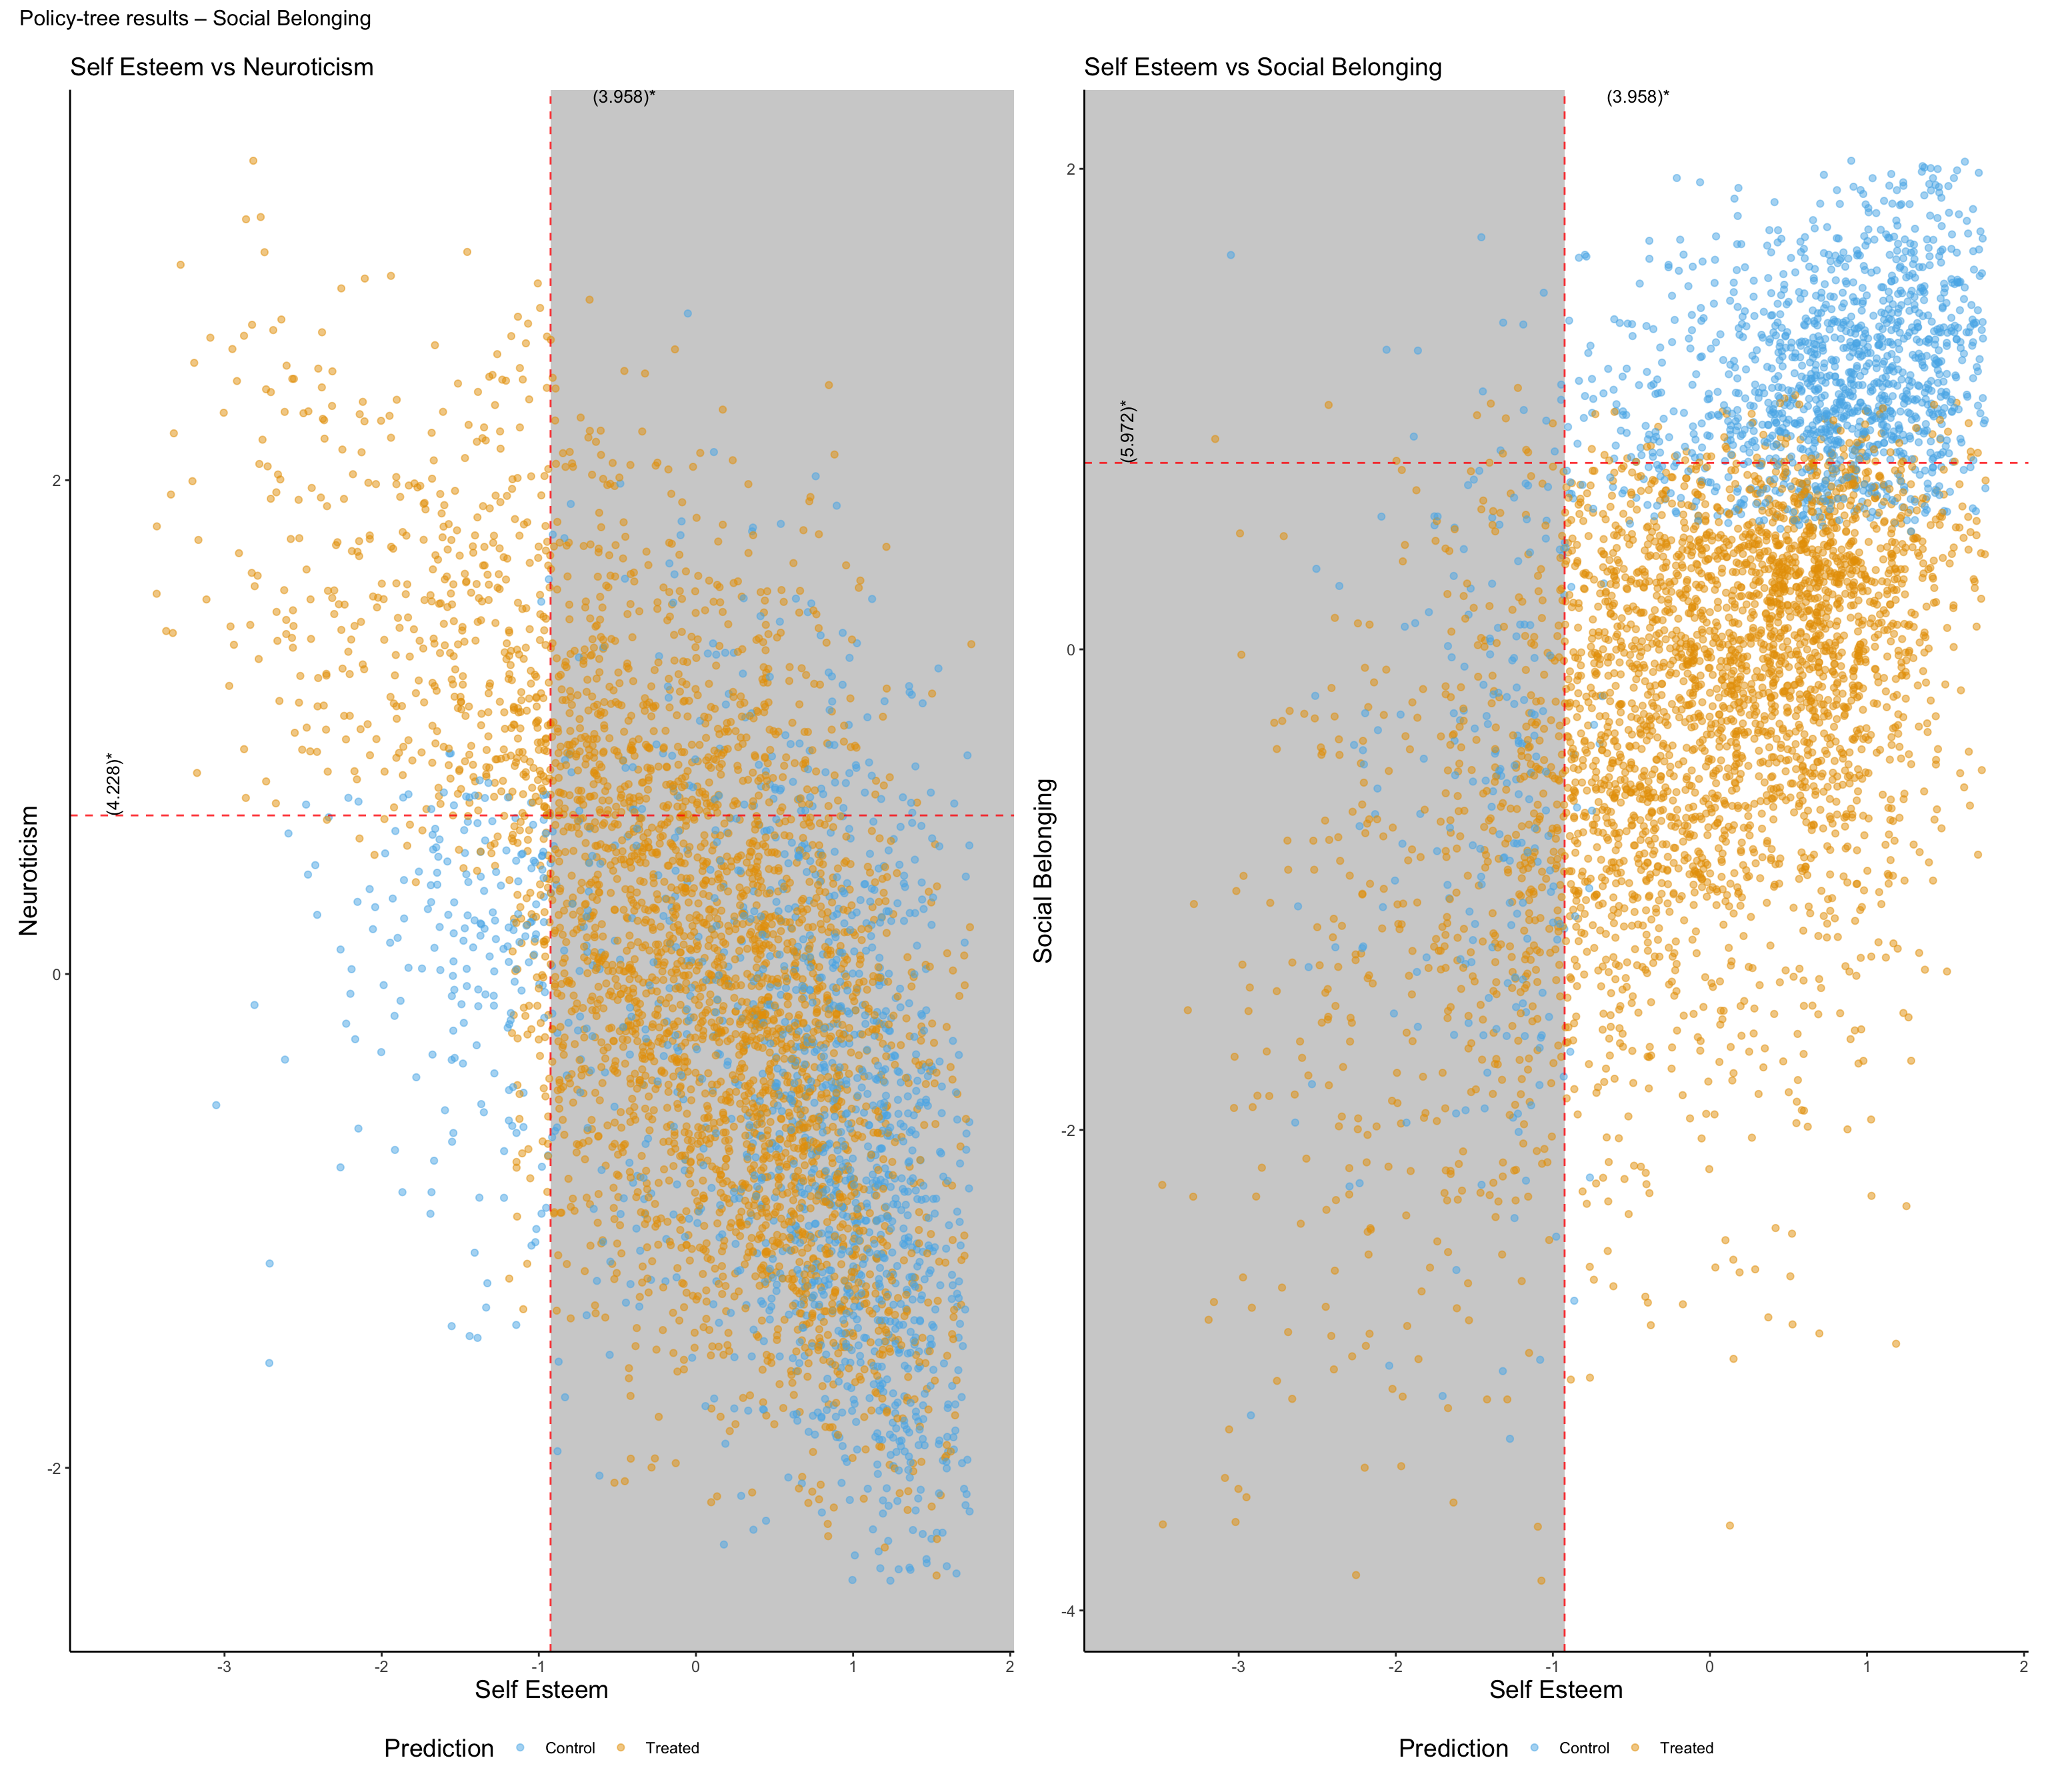 Policy-tree results – Social Belonging
Self Esteem vs Neuroticism
(3.958)*
2
(4.228)*
0
-2
Neuroticism
-3
-2
-1
0
1
2
Self Esteem
Prediction
Control
Treated
Self Esteem vs Social Belonging
(3.958)*
2
(5.972)*
0
-2
-4
Social Belonging
-3
-2
-1
0
1
2
Self Esteem
Prediction
Control
Treated